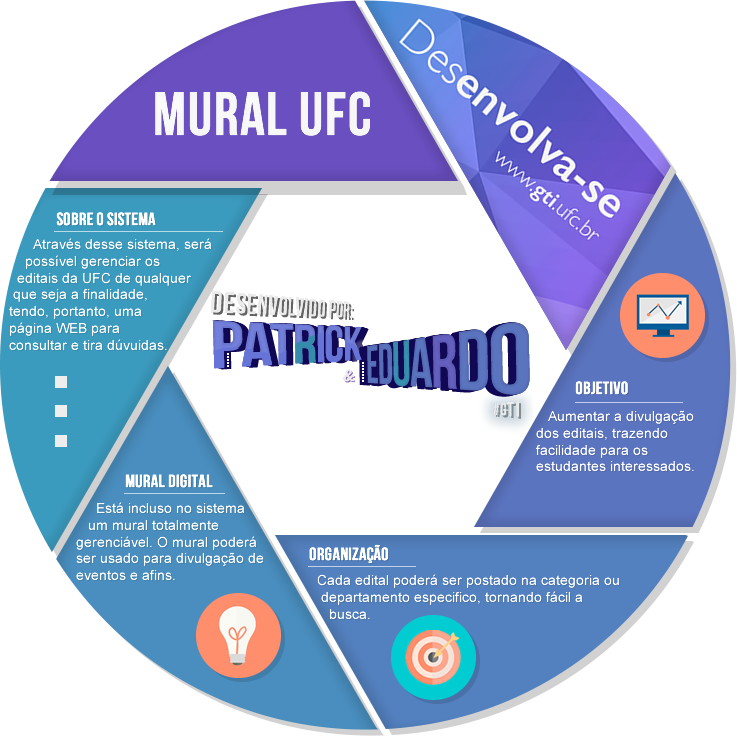 MURAL UFC
Desenvolva-se
www.gti.ufc.br
SOBRE O SISTEMA
Através desse sistema, será
possível gerenciar os
editais da UFC de qualquer
que seja a finalidade,
tendo, portanto, uma
página WEB para
consultar e tira dúvuidas.
DESENVOLVIDO POR:
PATRICK
& EDUARDO
#GTI
OBJETIVO
Aumentar a divulgação
dos editais, trazendo
facilidade para os
estudantes interessados.
MURAL DIGITAL
Está incluso no sistema
um mural totalmente
gerenciável. O mural poderá
ser usado para divulgação de
eventos e afins.
ORGANIZAÇÃO
Cada edital poderá ser postado na categoria ou
departamento especifico, tornando fácil a
busca.